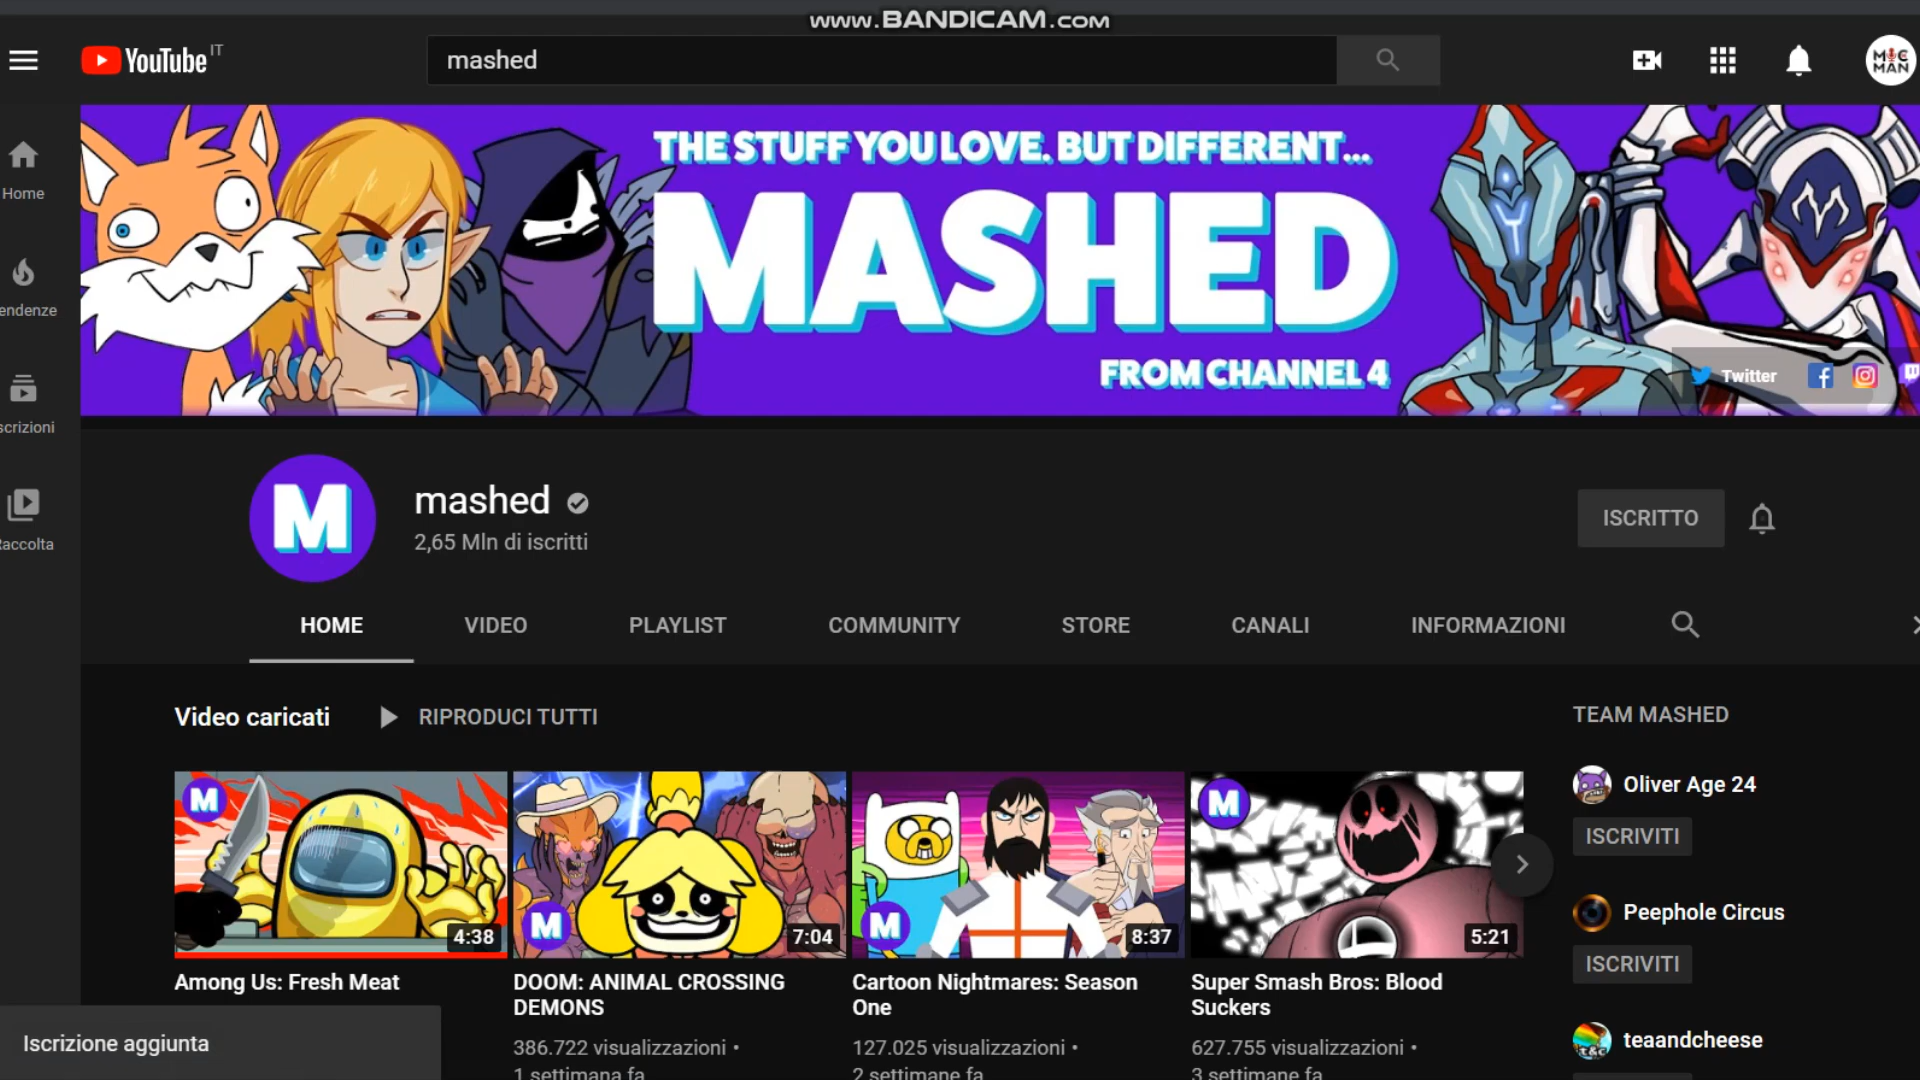 www.BANDICAM.com
YouTube IT
mashed
MIC
MAN
Home
endenze
scrizioni
Raccolta
THE STUFF YOU LOVE. BUT DIFFERENT...
MASHED
FROM CHANNEL 4
Twitter
M
mashed
2,65 Mln di iscritti
ISCRITTO
HOME VIDEO PLAYLIST COMMUNITY STORE CANALI INFORMAZIONI
Video caricati RIPRODUCI TUTTI
TEAM MASHED
M
4:38
M
7:04
M
8:37
M
5:21
Among Us: Fresh Meat
DOOM: ANIMAL CROSSING
DEMONS
386.722 visualizzazioni •
1 settimana fa
Cartoon Nightmares: Season
One
127.025 visualizzazioni •
2 settimane fa
Super Smash Bros: Blood
Suckers
627.755 visualizzazioni •
3 settimane fa
Oliver Age 24
ISCRIVITI
Peephole Circus
ISCRIVITI
t&c
teaandcheese
Iscrizione aggiunta